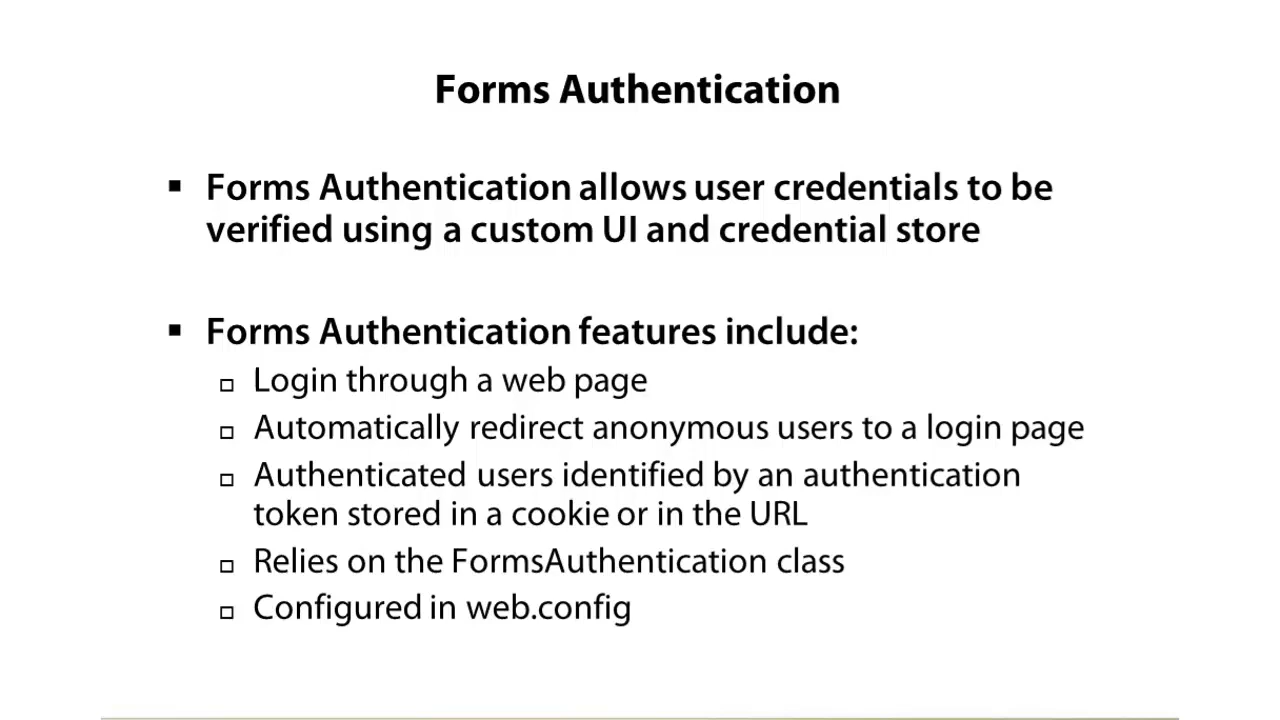 Forms Authentication
▪ Forms Authentication allows user credentials to be
verified using a custom UI and credential store
▪ Forms Authentication features include:
▫ Login through a web page
▫ Automatically redirect anonymous users to a login page
▫ Authenticated users identified by an authentication
token stored in a cookie or in the URL
▫ Relies on the FormsAuthentication class
▫ Configured in web.config